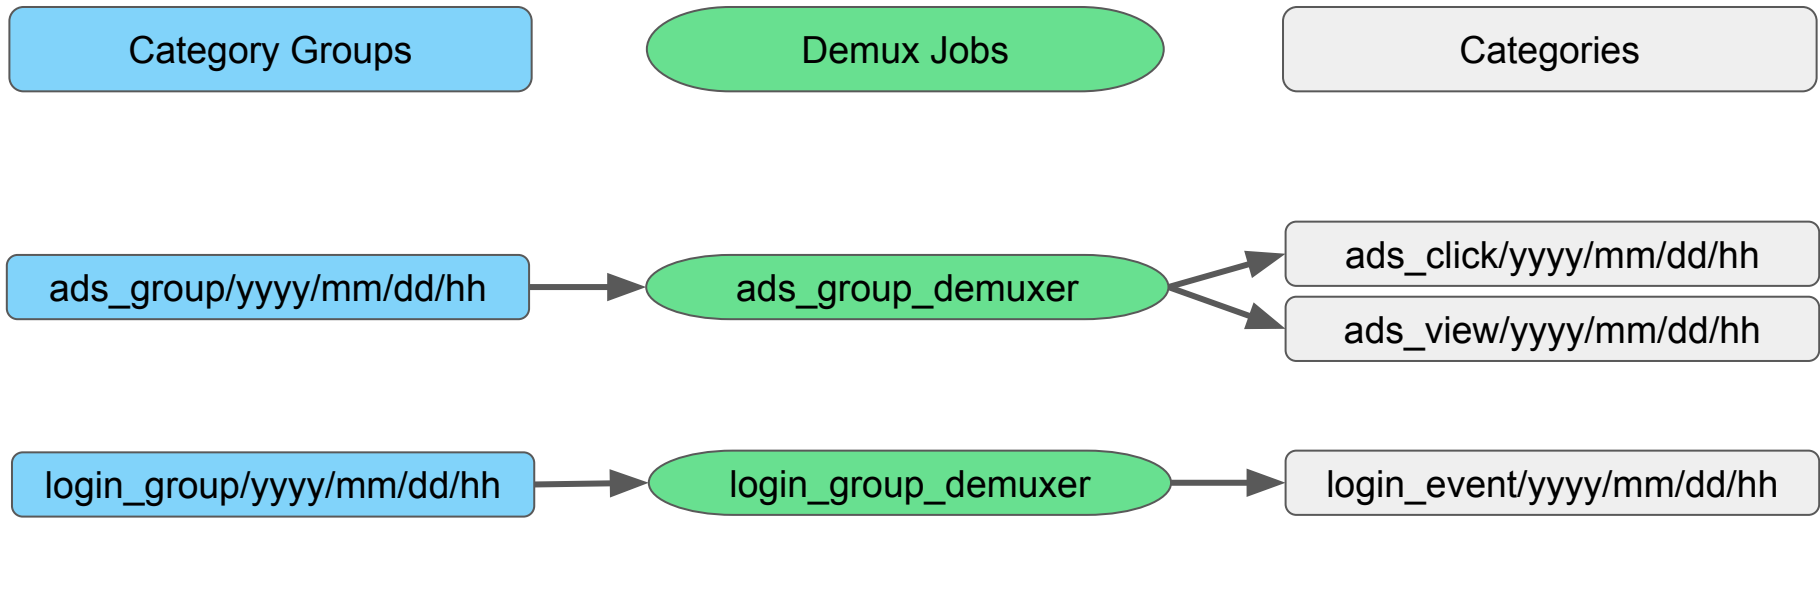 Category Groups
Demux Jobs
Categories
ads_group/yyyy/mm/dd/hh
ads_group_demuxer
ads_click/yyyy/mm/dd/hh
ads_view/yyyy/mm/dd/hh
login_group/yyyy/mm/dd/hh
login_group_demuxer
login_event/yyyy/mm/dd/hh